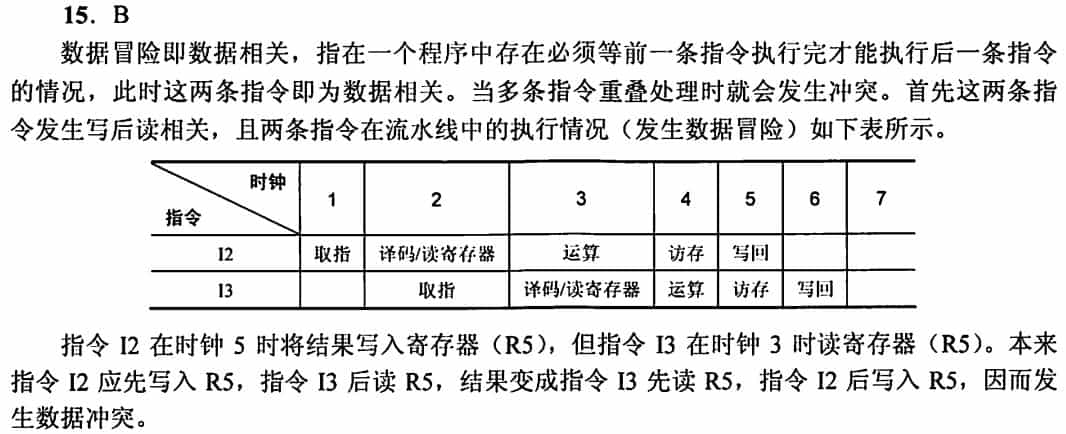 15. B
数据冒险即数据相关，指在一个程序中存在必须等前一条指令执行完才能执行后一条指令
的情况，此时这两条指令即为数据相关。当多条指令重叠处理时就会发生冲突。首先这两条指
令发生写后读相关，且两条指令在流水线中的执行情况（发生数据冒险）如下表所示。
时钟 1 2 3 4 5 6 7
指令
I2 取指 译码/读寄存器 运算 访存 写回
I3 取指 译码/读寄存器 运算 访存 写回
指令 I2 在时钟 5 时将结果写入寄存器（R5），但指令 I3 在时钟 3 时读寄存器（R5）。本来
指令 I2 应先写入 R5，指令 I3 后读 R5，结果变成指令 I3 先读 R5，指令 I2 后写入 R5，因而发
生数据冲突。